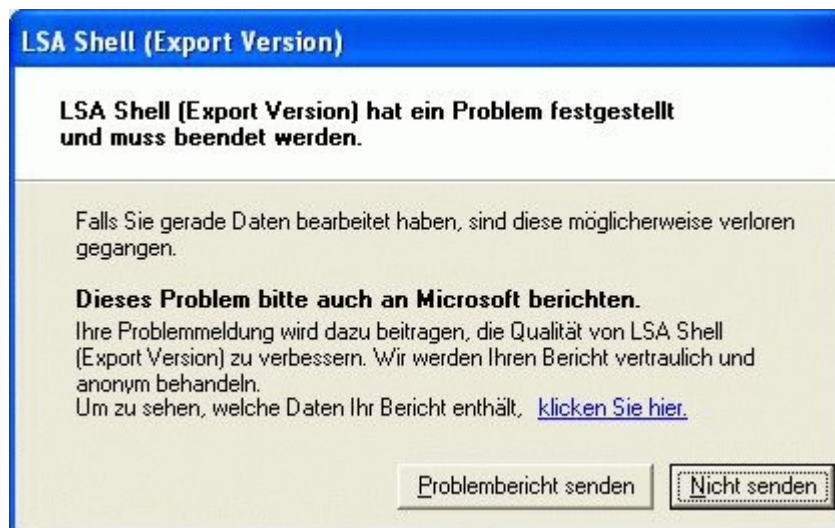 LSA Shell (Export Version)
LSA Shell (Export Version) hat ein Problem festgestellt
und muss beendet werden.
Falls Sie gerade Daten bearbeitet haben, sind diese möglicherweise verloren
gegangen.
Dieses Problem bitte auch an Microsoft berichten.
Ihre Problemmeldung wird dazu beitragen, die Qualität von LSA Shell
(Export Version) zu verbessern. Wir werden Ihren Bericht vertraulich und
anonym behandeln.
Um zu sehen, welche Daten Ihr Bericht enthält, klicken Sie hier.
Problembericht senden Nicht senden